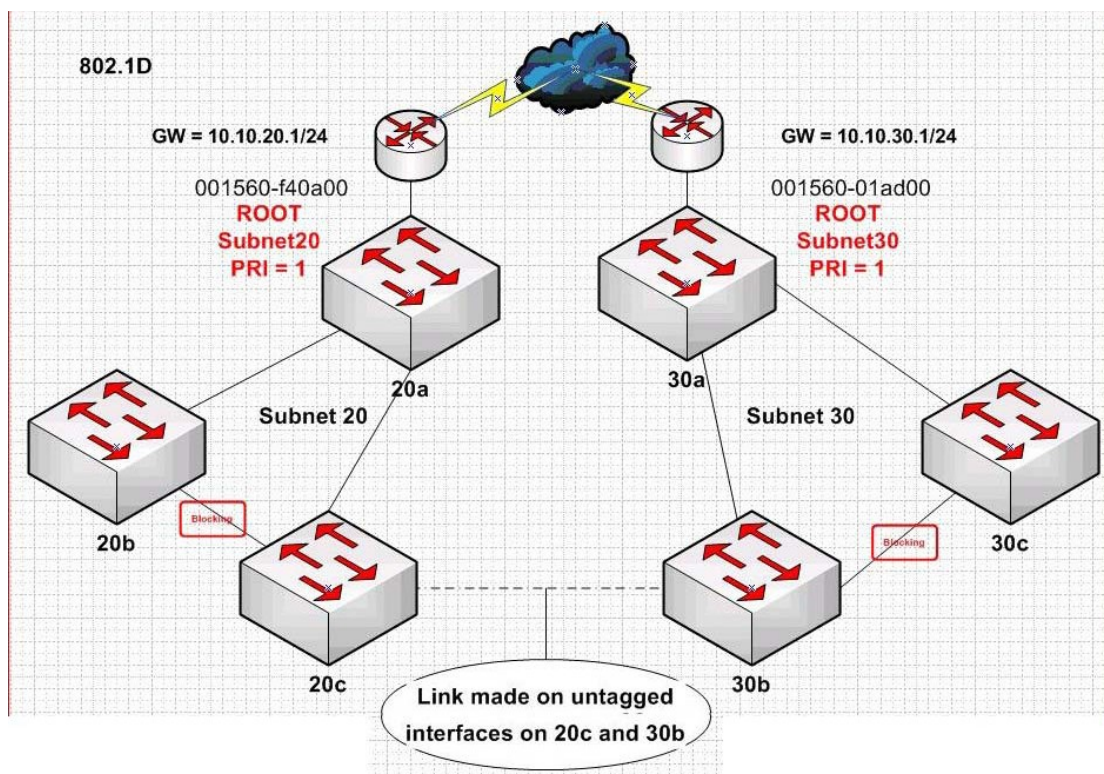 802.1D
GW = 10.10.20.1/24
GW = 10.10.30.1/24
001560-f40a00
ROOT
Subnet20
PRI = 1
001560-01ad00
ROOT
Subnet30
PRI = 1
20a
30a
Subnet 20
Subnet 30
Blocking
20b
Blocking
30c
20c
30b
Link made on untagged
interfaces on 20c and 30b